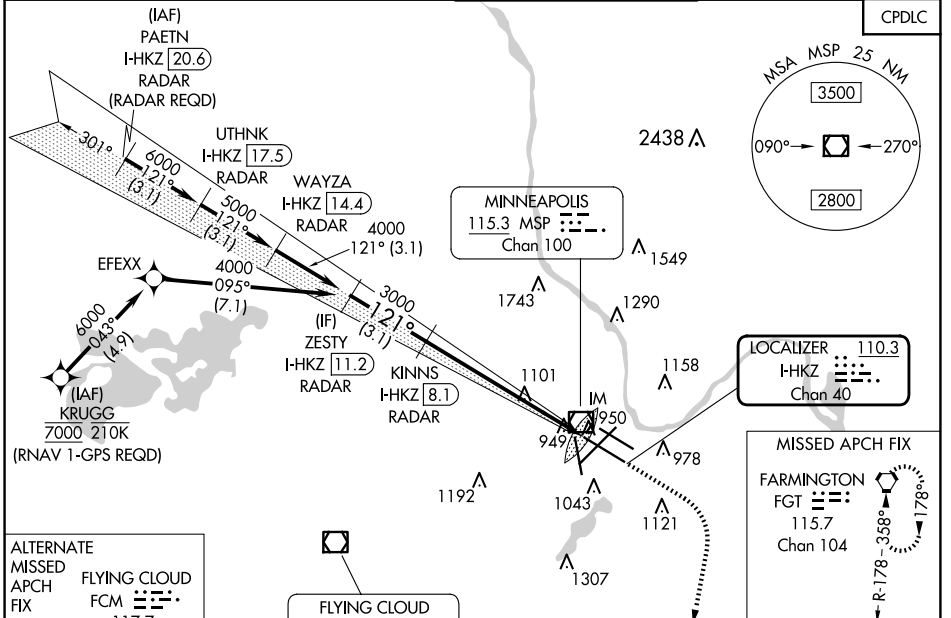 CPDLC
(IAF)
PAETN
I-HKZ 20.6
RADAR
(RADAR REQD)
301°
6000
121°
(3.1)
UTHNK
I-HKZ 17.5
RADAR
5000
121°
(3.1)
WAYZA
I-HKZ 14.4
RADAR
4000
121° (3.1)
EFEXX
4000
095°
(7.1)
6000
043°
(4.9)
(IAF)
KRUGG
7000 210K
(RNAV 1-GPS REQD)
(IF)
ZESTY
I-HKZ 11.2
RADAR
3000
121°
(3.1)
KINNS
I-HKZ 8.1
RADAR
MINNEAPOLIS
115.3 MSP
Chan 100
MSA MSP 25 NM
3500
090°
270°
2800
2438
1549
1743
1290
1158
1101
IM
950
949
978
1192
1043
1121
1307
LOCALIZER 110.3
I-HKZ
Chan 40
MISSED APCH FIX
FARMINGTON
FGT
115.7
Chan 104
358°
178°
R-178
ALTERNATE
MISSED
APCH
FIX
FLYING CLOUD
FCM
FLYING CLOUD